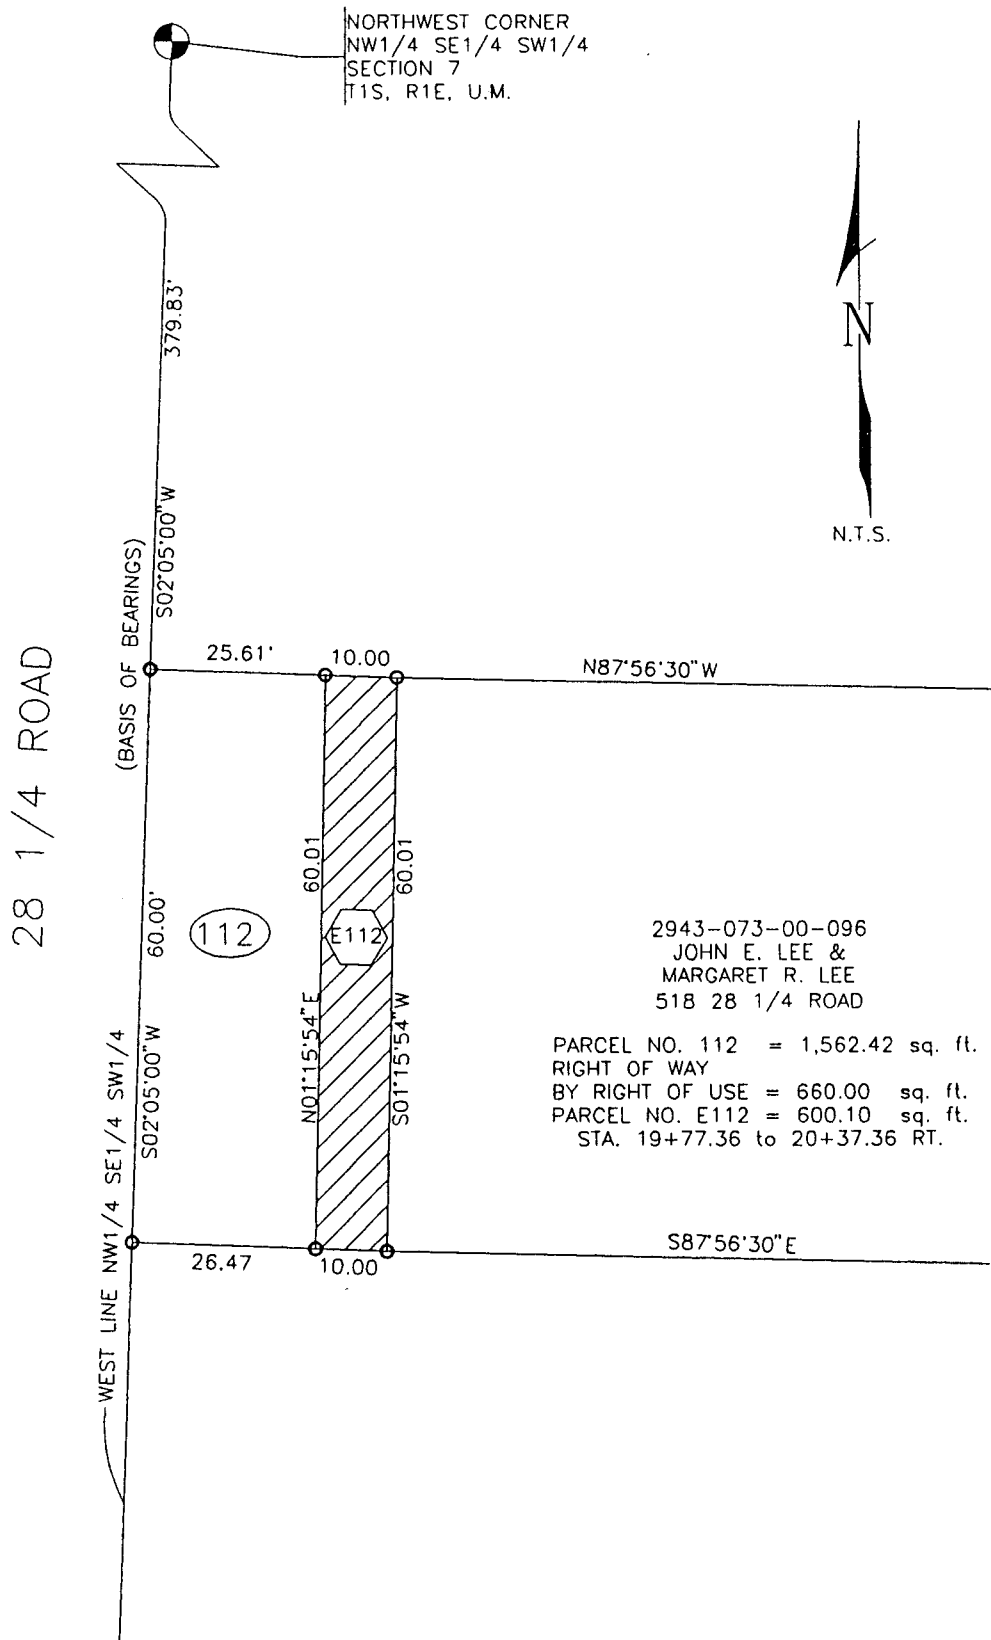 NORTHWEST CORNER
NW1/4 SE1/4 SW1/4
SECTION 7
T1S, R1E, U.M.
379.83'
S02°05'00"W
(BASIS OF BEARINGS)
N
N.T.S.
28 1/4 ROAD
25.61'
10.00
N87°56'30"W
60.00'
S02°05'00"W
112
60.01
N01°15'54"E
E112
60.01
S01°15'54"W
2943-073-00-096
JOHN E. LEE &
MARGARET R. LEE
518 28 1/4 ROAD
PARCEL NO. 112 = 1,562.42 sq. ft.
RIGHT OF WAY
BY RIGHT OF USE = 660.00 sq. ft.
PARCEL NO. E112 = 600.10 sq. ft.
STA. 19+77.36 to 20+37.36 RT.
WEST LINE NW1/4 SE1/4 SW1/4
26.47
10.00
S87°56'30"E